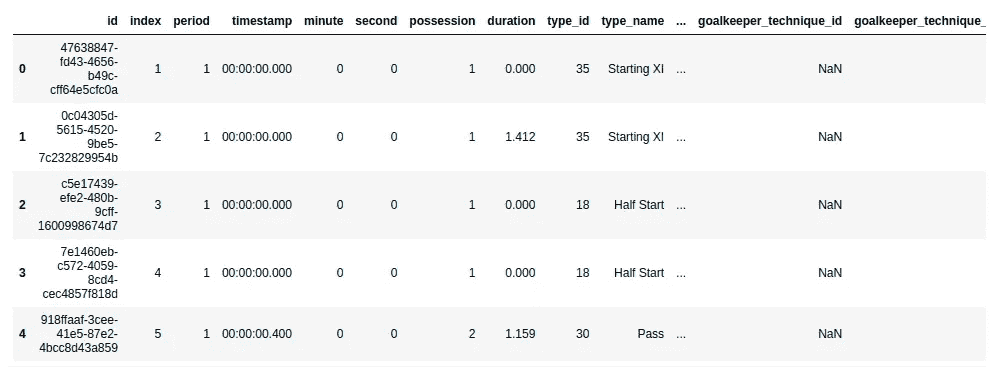 id index period timestamp minute second possession duration type_id type_name ... goalkeeper_technique_id goalkeeper_technique_
47638847-
fd43-4656-
0 1 1 00:00:00.000 0 0 1 0.000 35 Starting XI ... NaN
b49c-
cff64e5cfc0a
0c04305d-
5615-4520-
1 2 1 00:00:00.000 0 0 1 1.412 35 Starting XI ... NaN
9be5-
7c232829954b
c5e17439-
efe2-480b-
2 3 1 00:00:00.000 0 0 1 0.000 18 Half Start ... NaN
9cff-
1600998674d7
7e1460eb-
c572-4059-
3 4 1 00:00:00.000 0 0 1 0.000 18 Half Start ... NaN
8cd4-
cec4857f818d
918ffaaf-3cee-
4 41e5-87e2- 5 1 00:00:00.400 0 0 2 1.159 30 Pass ... NaN
4bcc8d43a859